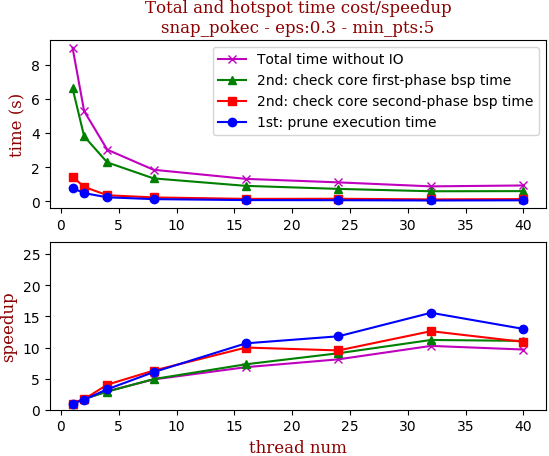 Total and hotspot time cost/speedup
snap_pokec - eps:0.3 - min_pts:5
time (s)
8
6
4
2
0
Total time without IO
2nd: check core first-phase bsp time
2nd: check core second-phase bsp time
1st: prune execution time
0 5 10 15 20 25 30 35 40
speedup
25
20
15
10
5
0
0 5 10 15 20 25 30 35 40
thread num